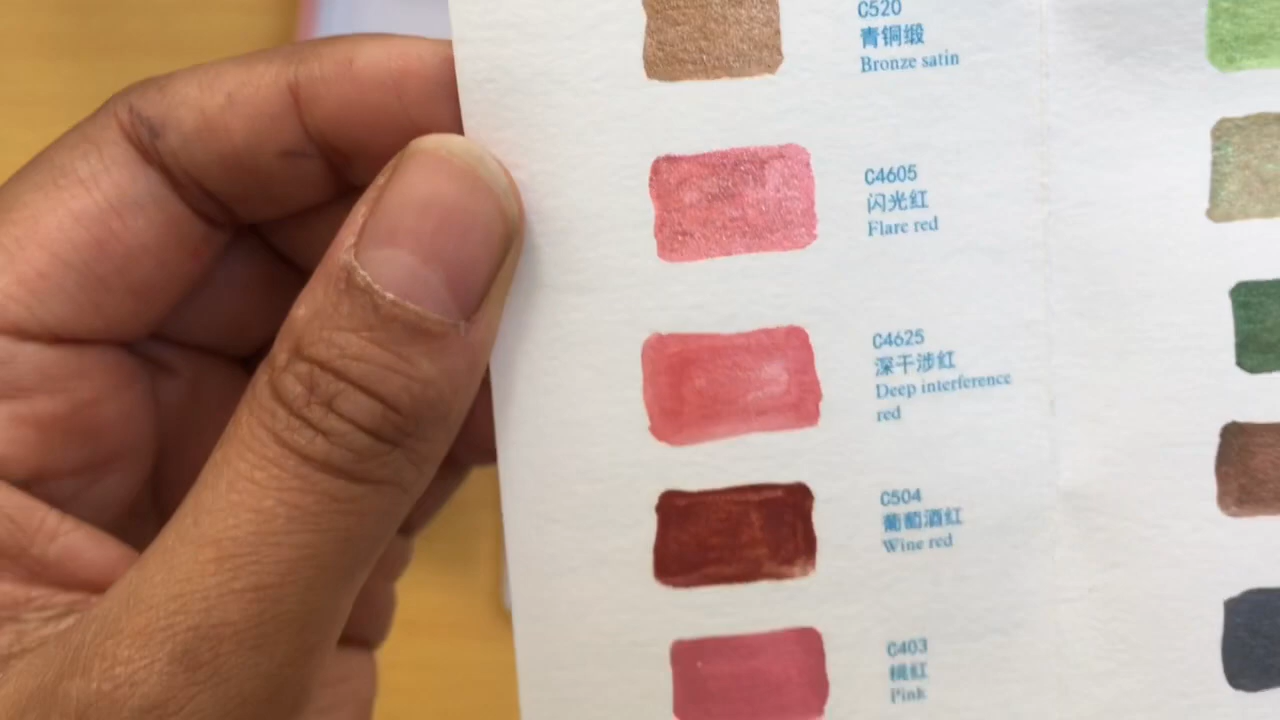 C520
青铜缎
Bronze satin
C4605
闪光红
Flare red
C4625
深干涉红
Deep interference
red
C504
葡萄酒红
Wine red
C403
桃红
Pink